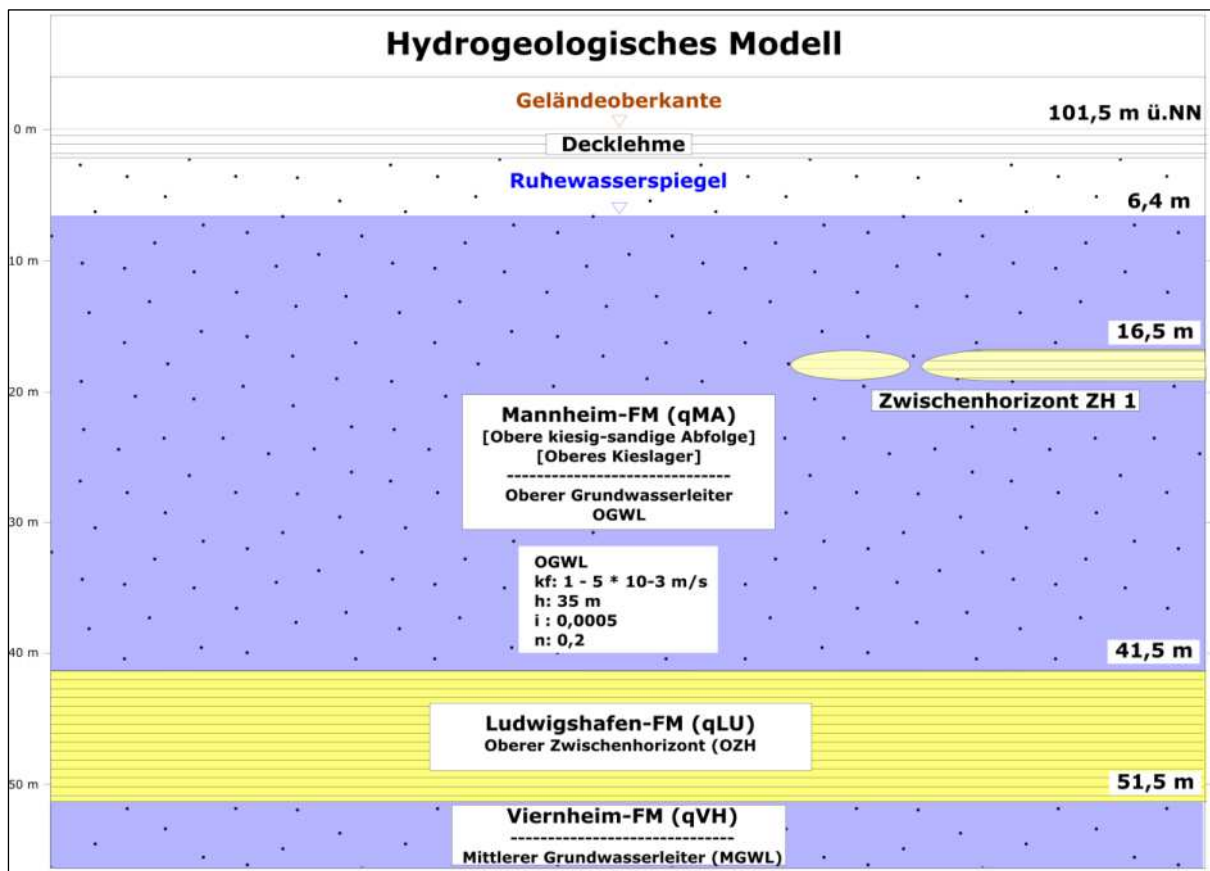 Hydrogeologisches Modell
Geländeoberkante
101,5 m ü.NN
0 m
Decklehme
Ruhewasserspiegel
6,4 m
10 m
16,5 m
20 m
Zwischenhorizont ZH 1
Mannheim-FM (qMA)
[Obere kiesig-sandige Abfolge]
[Oberes Kieslager]
------------------------------
Oberer Grundwasserleiter
OGWL
30 m
OGWL
kf: 1 - 5 * 10-3 m/s
h: 35 m
i : 0,0005
n: 0,2
40 m
41,5 m
Ludwigshafen-FM (qLU)
Oberer Zwischenhorizont (OZH
50 m
51,5 m
Viernheim-FM (qVH)
------------------------------
Mittlerer Grundwasserleiter (MGWL)